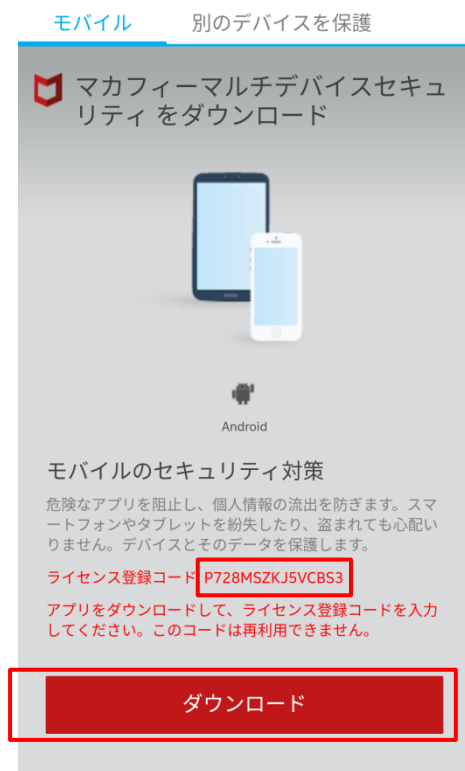 モバイル 別のデバイスを保護
マカフィーマルチデバイスセキュ
リティ をダウンロード
Android
モバイルのセキュリティ対策
危険なアプリを阻止し、個人情報の流出を防ぎます。スマ
ートフォンやタブレットを紛失したり、盗まれても心配い
りません。デバイスとそのデータを保護します。
ライセンス登録コード P728MSZKJ5VCBS3
アプリをダウンロードして、ライセンス登録コードを入力
してください。このコードは再利用できません。
ダウンロード